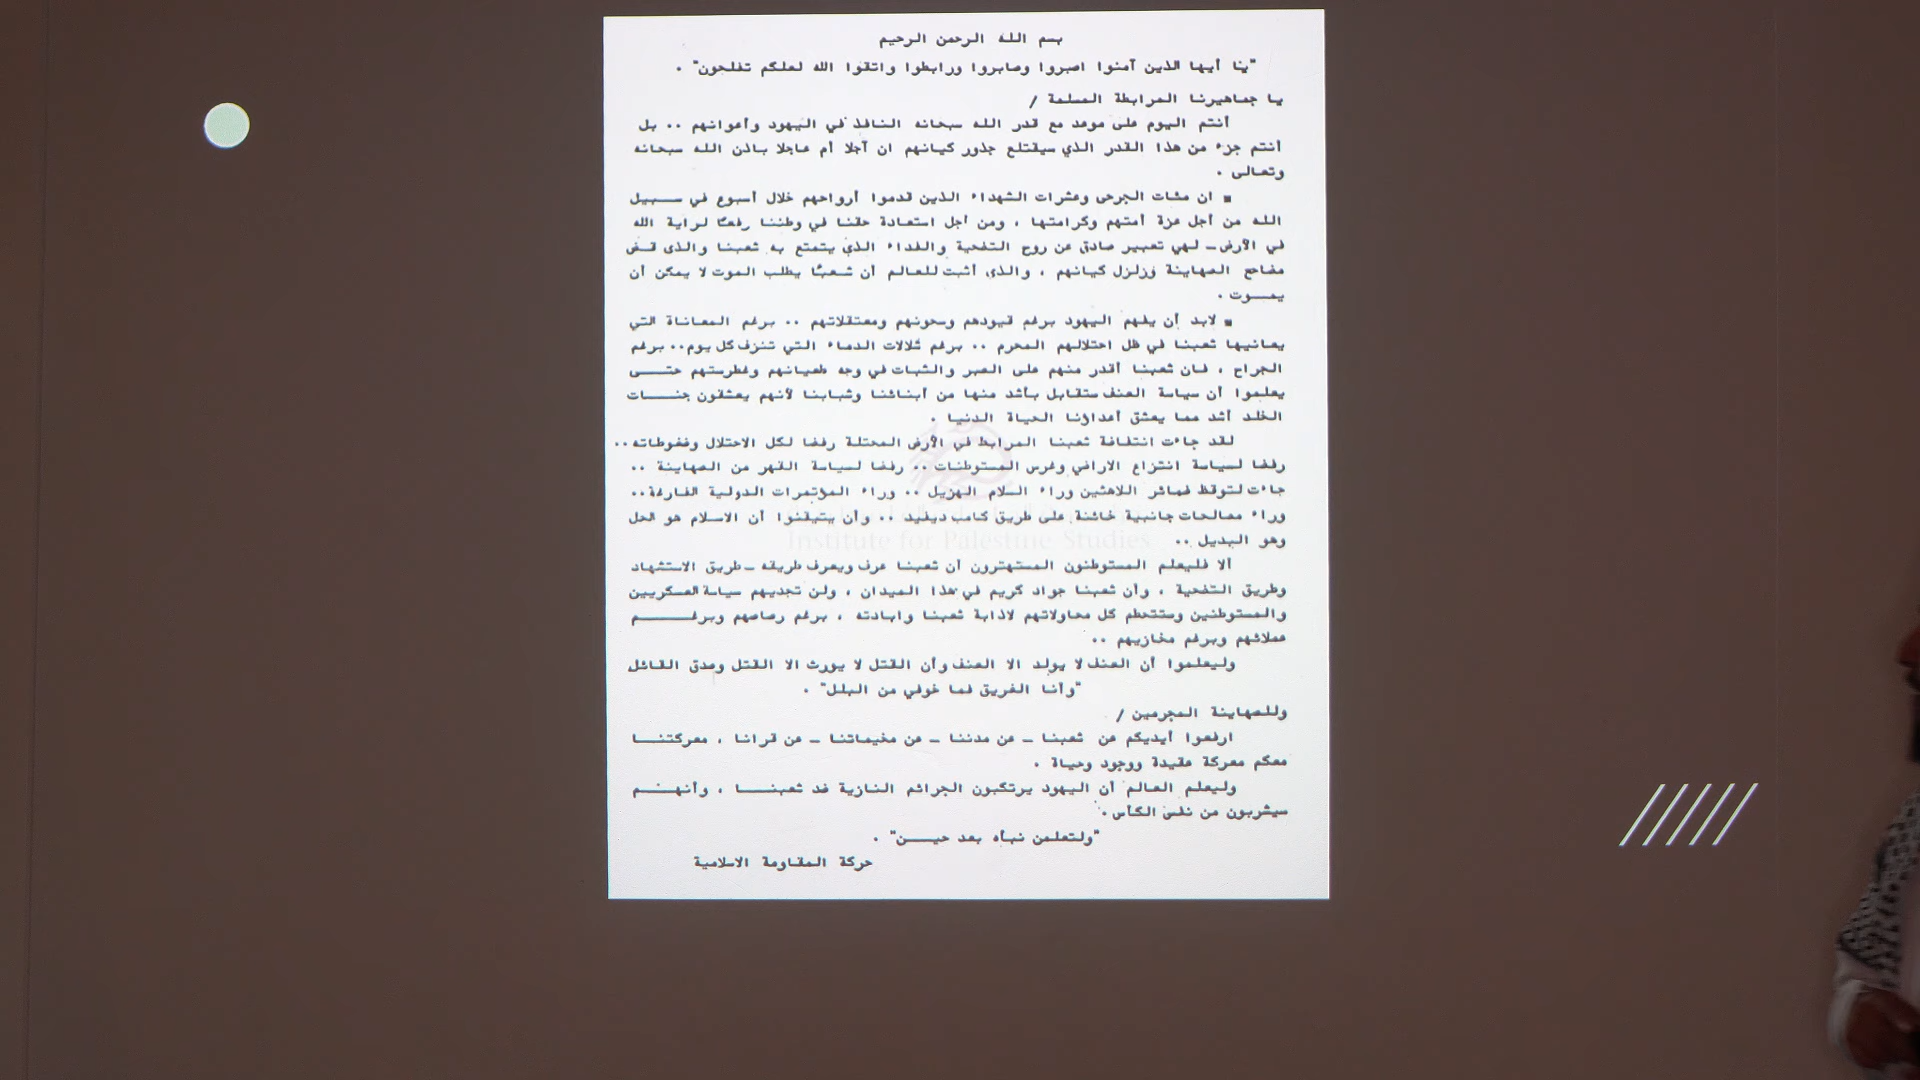 بسم الله الرحمن الرحيم
"يا أيها الذين آمنوا اصبروا وصابروا ورابطوا واتقوا الله لعلكم تفلحون" .
يا جماهيرنا المرابطة المسلمة /
أنتم اليوم على موعد مع قدر الله سبحانه النافذ في اليهود وأعوانهم .. بل
أنتم جزء من هذا القدر الذي سيقتلع جذور كيانهم ان آجلا أم عاجلا باذن الله سبحانه
وتعالى .
■ ان مئات الجرحى وعشرات الشهداء الذين قدموا أرواحهم خلال أسبوع في سبيل
الله من أجل عزة أمتهم وكرامتها ، ومن أجل استعادة حقنا في وطننا رفعًا لراية الله
في الأرض ــ لهي تعبير صادق عن روح التضحية والفداء الذي يتمتع به شعبنا والذى قض
مضاجع الصهاينة وزلزل كيانهم ، والذى أثبت للعالم أن شعبًا يطلب الموت لا يمكن أن
يموت .
■ لابد أن يفهم اليهود برغم قيودهم وسجونهم ومعتقلاتهم .. برغم المعاناة التي
يعانيها شعبنا في ظل احتلالهم المجرم .. برغم شلالات الدماء التي تنزف كل يوم.. برغم
الجراح ، فان شعبنا أقدر منهم على الصبر والثبات في وجه طغيانهم وغطرستهم حتى
يعلموا أن سياسة العنف ستقابل بأشد منها من أبنائنا وشبابنا لأنهم يعشقون جنات
الخلد أشد مما يعشق أعداؤنا الحياة الدنيا .
لقد جاءت انتفاضة شعبنا المرابط في الأرض المحتلة رفضا لكل الاحتلال وضغوطاته..
رفضا لسياسة انتزاع الاراضي وغرس المستوطنات .. رفضا لسياسة القهر من الصهاينة ..
جاءت لتوقظ ضمائر اللاهثين وراء السلام الهزيل .. وراء المؤتمرات الدولية الفارغة..
وراء مصالحات جانبية خائنة على طريق كامب ديفيد .. وأن يتيقنوا أن الاسلام هو الحل
وهو البديل ..
Institute for Palestine Studies
ألا فليعلم المستوطنون المستهترون أن شعبنا عرف ويعرف طريقه ــ طريق الاستشهاد
وطريق التضحية ، وأن شعبنا جواد كريم في هذا الميدان ، ولن تجديهم سياسة العسكريين
والمستوطنين وستتحطم كل محاولاتهم لاذابة شعبنا وابادته ، برغم رصاصهم وبرغم
عملائهم وبرغم مخازيهم ..
وليعلموا أن العنف لا يولد الا العنف وأن القتل لا يورث الا القتل وصدق القائل
"وأنا الغريق فما خوفي من البلل" .
وللصهاينة المجرمين /
ارفعوا أيديكم عن شعبنا ــ عن مدننا ــ عن مخيماتنا ــ عن قرانا ، معركتنا
معكم معركة عقيدة ووجود وحياة .
وليعلم العالم أن اليهود يرتكبون الجرائم النازية ضد شعبنا ، وأنهم
سيشربون من نفس الكأس .
"ولتعلمن نبأه بعد حين" .
حركة المقاومة الاسلامية